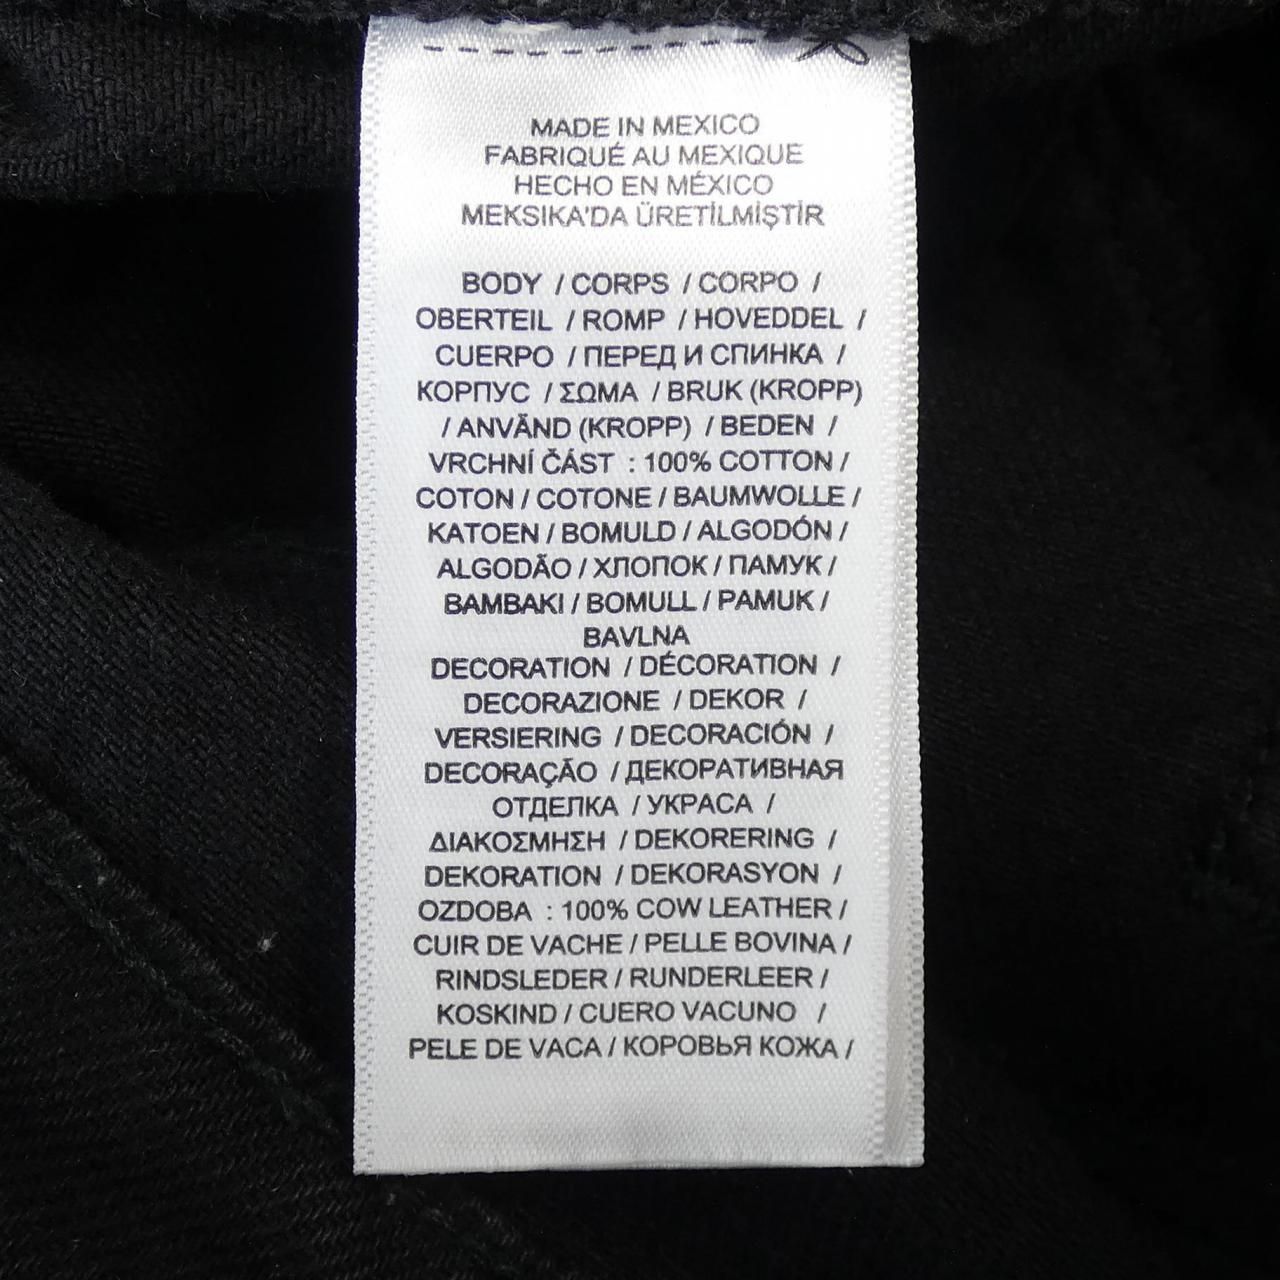 MADE IN MEXICO
FABRIQUÉ AU MEXIQUE
HECHO EN MÉXICO
MEKSIKA'DA ÜRETİLMİŞTİR
BODY / CORPS / CORPO /
OBERTEIL / ROMP / HOVEDDEL /
CUERPO / ПЕРЕД И СПИНКА /
КОРПУС / ΣΩΜΑ / BRUK (KROPP)
/ ANVÄND (KROPP) / BEDEN /
VRCHNÍ ČÁST : 100% COTTON /
COTON / COTONE / BAUMWOLLE /
KATOEN / BOMULD / ALGODÓN /
ALGODÃO / ХЛОПОК / ПАМУК /
BAMBAKI / BOMULL / PAMUK /
BAVLNA
DECORATION / DÉCORATION /
DECORAZIONE / DEKOR /
VERSIERING / DECORACIÓN /
DECORAÇÃO / ДЕКОРАТИВНАЯ
ОТДЕЛКА / УКРАСА /
ΔΙΑΚΟΣΜΗΣΗ / DEKORERING /
DEKORATION / DEKORASYON /
OZDOBA : 100% COW LEATHER /
CUIR DE VACHE / PELLE BOVINA /
RINDSLEDER / RUNDERLEER /
KOSKIND / CUERO VACUNO /
PELE DE VACA / КОРОВЬЯ КОЖА /